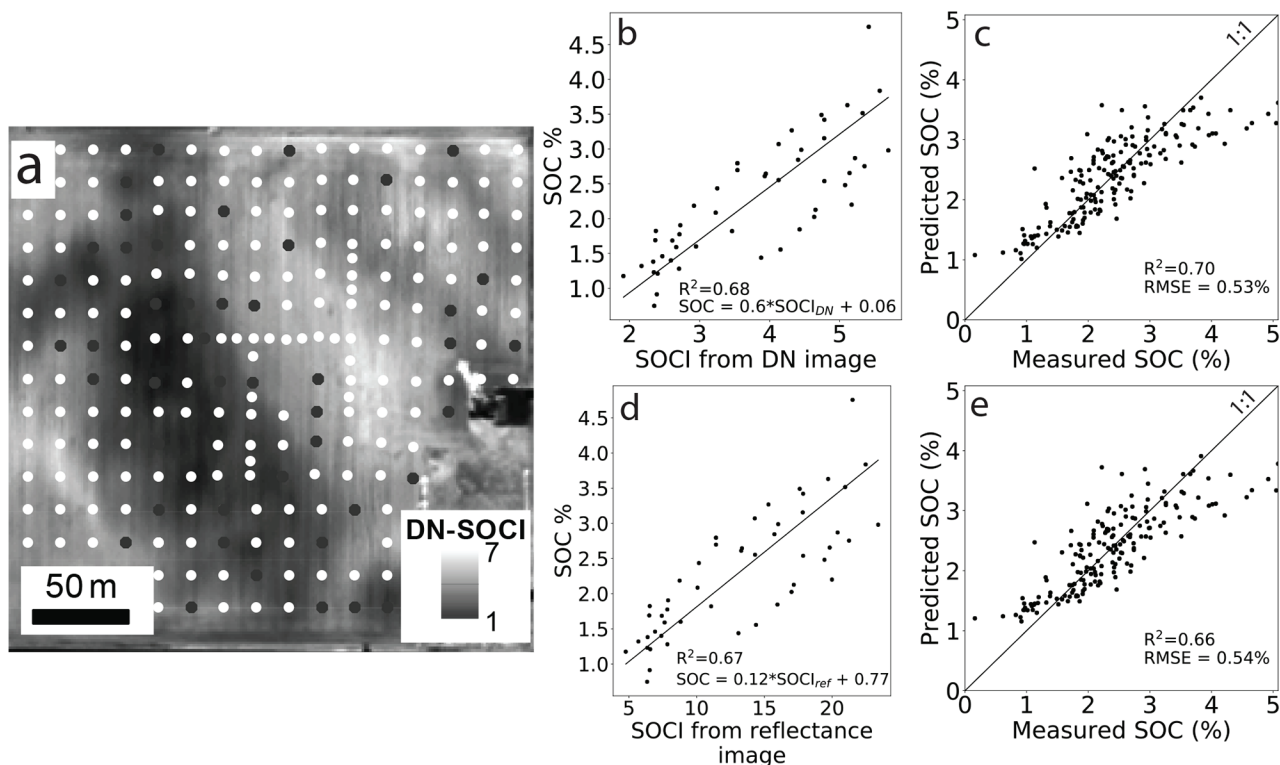 a
50 m
DN-SOCI
7
1
b
SOC %
4.5
4.0
3.5
3.0
2.5
2.0
1.5
1.0
R²=0.68
SOC = 0.6*SOCI_DN + 0.06
2 3 4 5
SOCI from DN image
c
1:1
Predicted SOC (%)
5
4
3
2
1
0
R²=0.70
RMSE = 0.53%
0 1 2 3 4 5
Measured SOC (%)
d
SOC %
4.5
4.0
3.5
3.0
2.5
2.0
1.5
1.0
R²=0.67
SOC = 0.12*SOCI_ref + 0.77
5 10 15 20
SOCI from reflectance
image
e
1:1
Predicted SOC (%)
5
4
3
2
1
0
R²=0.66
RMSE = 0.54%
0 1 2 3 4 5
Measured SOC (%)